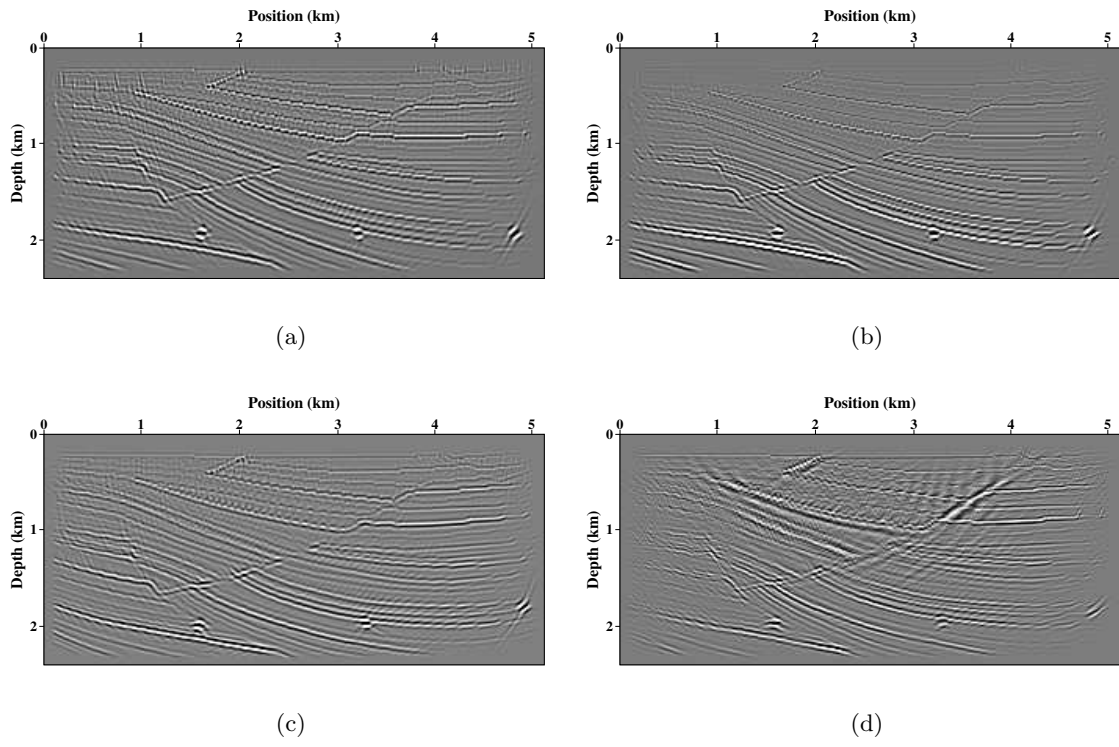 Position (km)
0 1 2 3 4 5
Depth (km)
0
1
2
(a)
Position (km)
0 1 2 3 4 5
Depth (km)
0
1
2
(b)
Position (km)
0 1 2 3 4 5
Depth (km)
0
1
2
(c)
Position (km)
0 1 2 3 4 5
Depth (km)
0
1
2
(d)